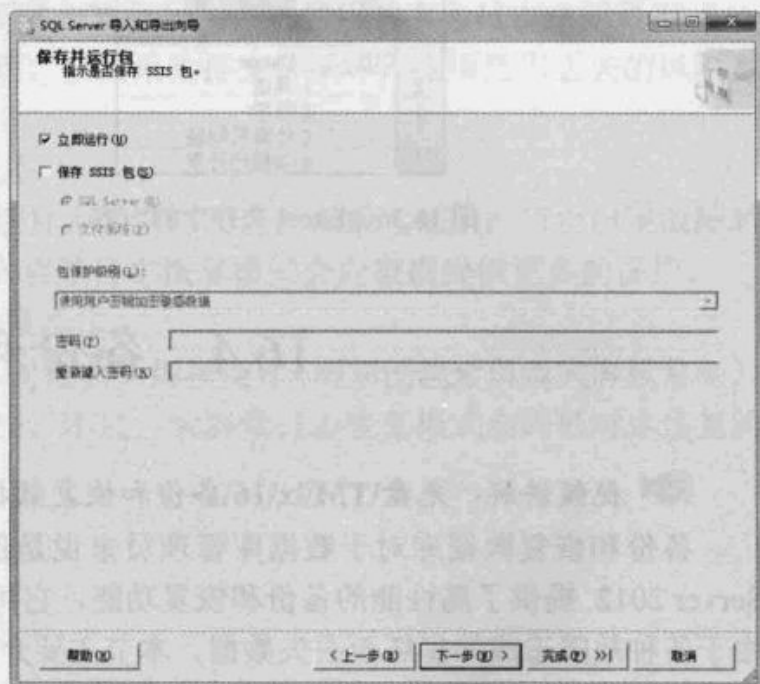 SQL Server 导入和导出向导
保存并运行包
指示是否保存 SSIS 包。
立即运行(U)
保存 SSIS 包(S)
SQL Server(Q)
文件系统(F)
包保护级别(L):
使用用户密钥加密敏感数据
密码(P)
重新键入密码(R)
帮助(H)
< 上一步(B)
下一步(N) >
完成(F) >>|
取消